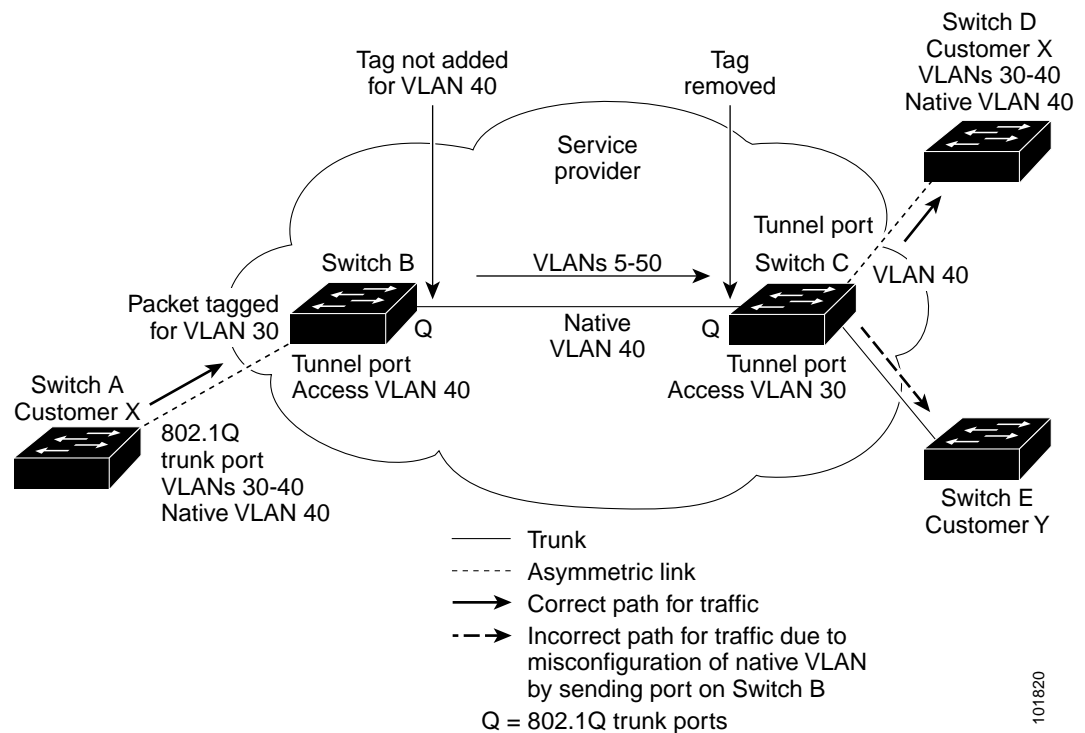 Tag not added
for VLAN 40
Tag
removed
Switch D
Customer X
VLANs 30-40
Native VLAN 40
Service
provider
Tunnel port
Switch B
VLANs 5-50
Switch C
VLAN 40
Packet tagged
for VLAN 30
Q
Native
VLAN 40
Q
Tunnel port
Access VLAN 40
Tunnel port
Access VLAN 30
Switch A
Customer X
802.1Q
trunk port
VLANs 30-40
Native VLAN 40
Switch E
Customer Y
Trunk
Asymmetric link
Correct path for traffic
Incorrect path for traffic due to
misconfiguration of native VLAN
by sending port on Switch B
Q = 802.1Q trunk ports
101820